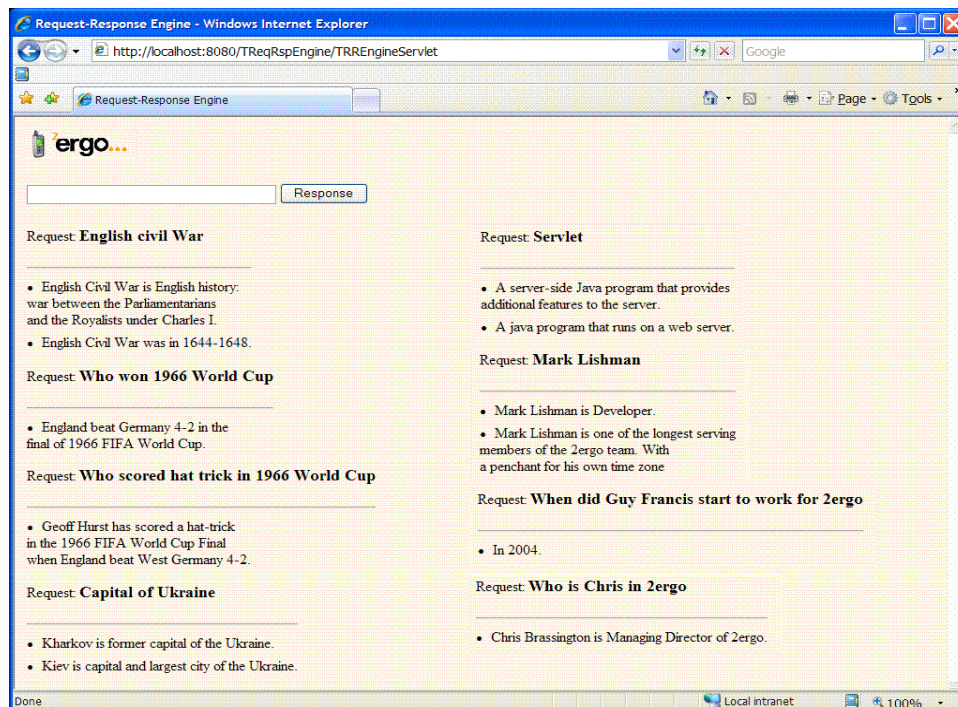 Request-Response Engine - Windows Internet Explorer
http://localhost:8080/TReqRspEngine/TRREngineServlet
Google
Request-Response Engine
Page
Tools
2ergo...
Response
Request: English civil War
• English Civil War is English history:
war between the Parliamentarians
and the Royalists under Charles I.
• English Civil War was in 1644-1648.
Request: Who won 1966 World Cup
• England beat Germany 4-2 in the
final of 1966 FIFA World Cup.
Request: Who scored hat trick in 1966 World Cup
• Geoff Hurst has scored a hat-trick
in the 1966 FIFA World Cup Final
when England beat West Germany 4-2.
Request: Capital of Ukraine
• Kharkov is former capital of the Ukraine.
• Kiev is capital and largest city of the Ukraine.
Request: Servlet
• A server-side Java program that provides
additional features to the server.
• A java program that runs on a web server.
Request: Mark Lishman
• Mark Lishman is Developer.
• Mark Lishman is one of the longest serving
members of the 2ergo team. With
a penchant for his own time zone
Request: When did Guy Francis start to work for 2ergo
• In 2004.
Request: Who is Chris in 2ergo
• Chris Brassington is Managing Director of 2ergo.
Done
Local intranet
100%